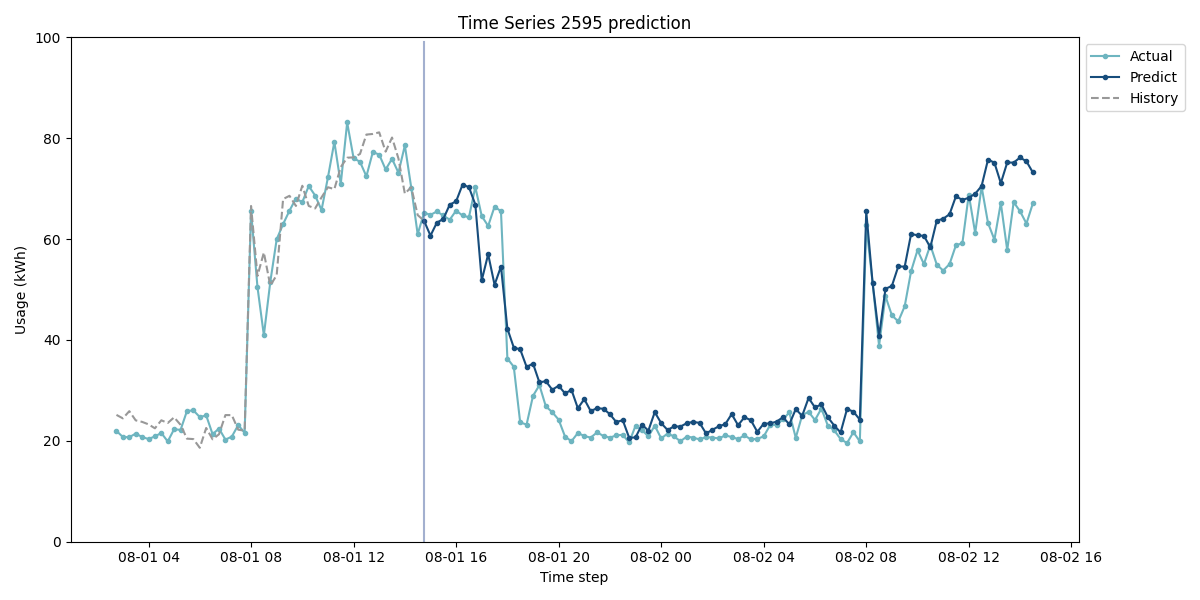 Time Series 2595 prediction
100
80
60
40
20
0
Usage (kWh)
08-01 04
08-01 08
08-01 12
08-01 16
08-01 20
08-02 00
08-02 04
08-02 08
08-02 12
08-02 16
Time step
Actual
Predict
History